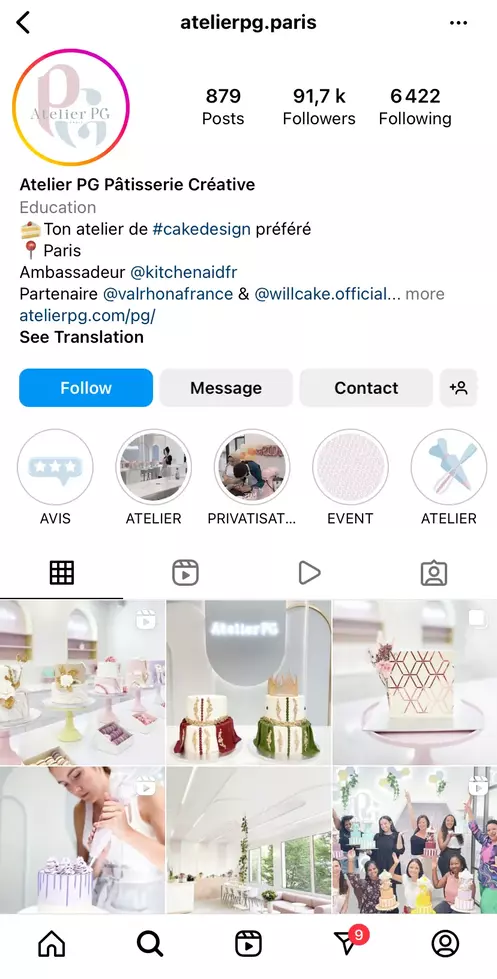 atelierpg.paris
Atelier PG
879
Posts
91,7 k
Followers
6 422
Following
Atelier PG Pâtisserie Créative
Education
Ton atelier de #cakedesign préféré
Paris
Ambassadeur @kitchenaidfr
Partenaire @valrhonafrance & @willcake.official... more
atelierpg.com/pg/
See Translation
Follow
Message
Contact
AVIS
ATELIER
PRIVATISAT...
EVENT
ATELIER
Atelier PG
9